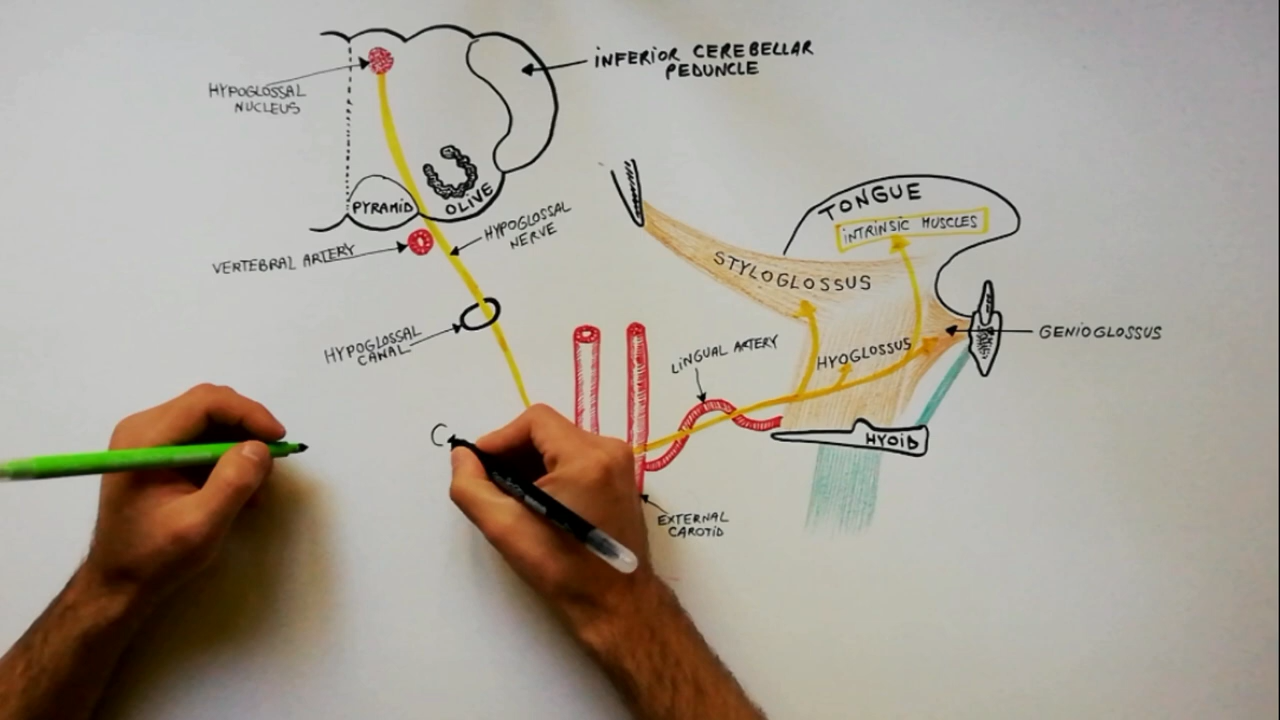 INFERIOR CEREBELLAR
PEDUNCLE
HYPOGLOSSAL
NUCLEUS
PYRAMID
OLIVE
HYPOGLOSSAL
NERVE
VERTEBRAL ARTERY
HYPOGLOSSAL
CANAL
TONGUE
INTRINSIC MUSCLES
STYLOGLOSSUS
GENIOGLOSSUS
LINGUAL ARTERY
HYOGLOSSUS
HYOID
C
EXTERNAL
CAROTID